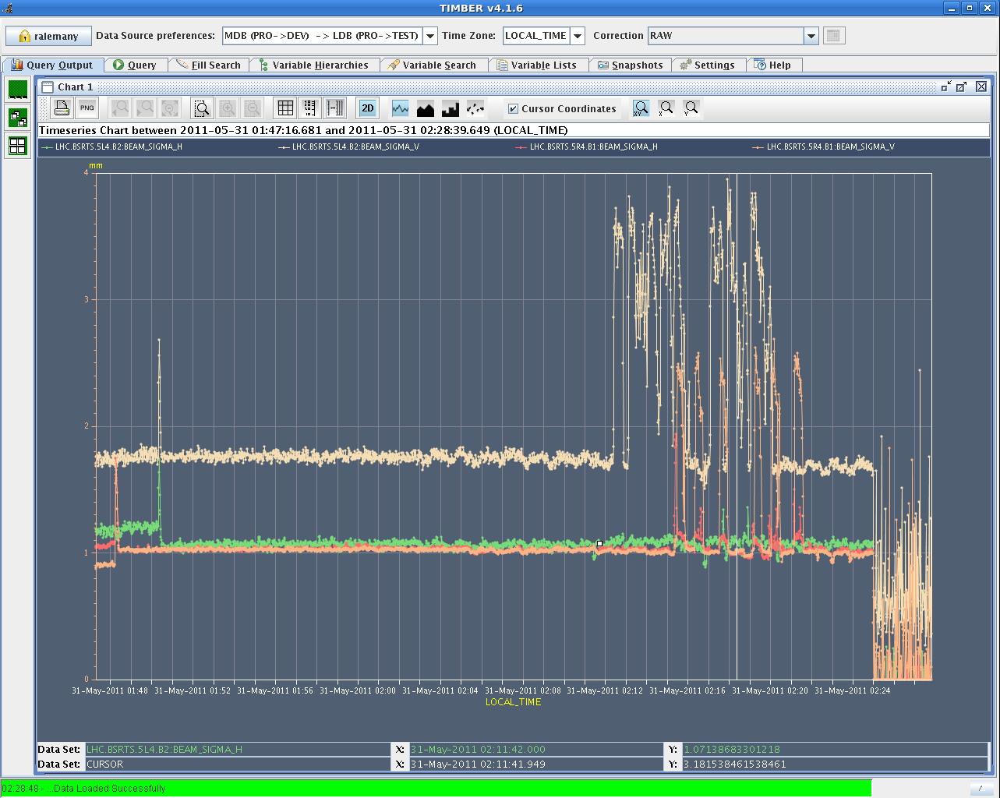 TIMBER v4.1.6
ralemany Data Source preferences: MDB (PRO->DEV) -> LDB (PRO->TEST) Time Zone: LOCAL_TIME Correction RAW
Query Output Query Fill Search Variable Hierarchies Variable Search Variable Lists Snapshots Settings Help
Chart 1
PNG 2D Cursor Coordinates XY X Y
Timeseries Chart between 2011-05-31 01:47:16.681 and 2011-05-31 02:28:39.649 (LOCAL_TIME)
LHC.BSRTS.5L4.B2:BEAM_SIGMA_H LHC.BSRTS.5L4.B2:BEAM_SIGMA_V LHC.BSRTS.5R4.B1:BEAM_SIGMA_H LHC.BSRTS.5R4.B1:BEAM_SIGMA_V
mm
4
3
2
1
0
31-May-2011 01:48 31-May-2011 01:52 31-May-2011 01:56 31-May-2011 02:00 31-May-2011 02:04 31-May-2011 02:08 31-May-2011 02:12 31-May-2011 02:16 31-May-2011 02:20 31-May-2011 02:24
LOCAL_TIME
Data Set: LHC.BSRTS.5L4.B2:BEAM_SIGMA_H X: 31-May-2011 02:11:42.000 Y: 1.07138683301218
Data Set: CURSOR X: 31-May-2011 02:11:41.949 Y: 3.181538461538461
02:28:48 - ...Data Loaded Successfully